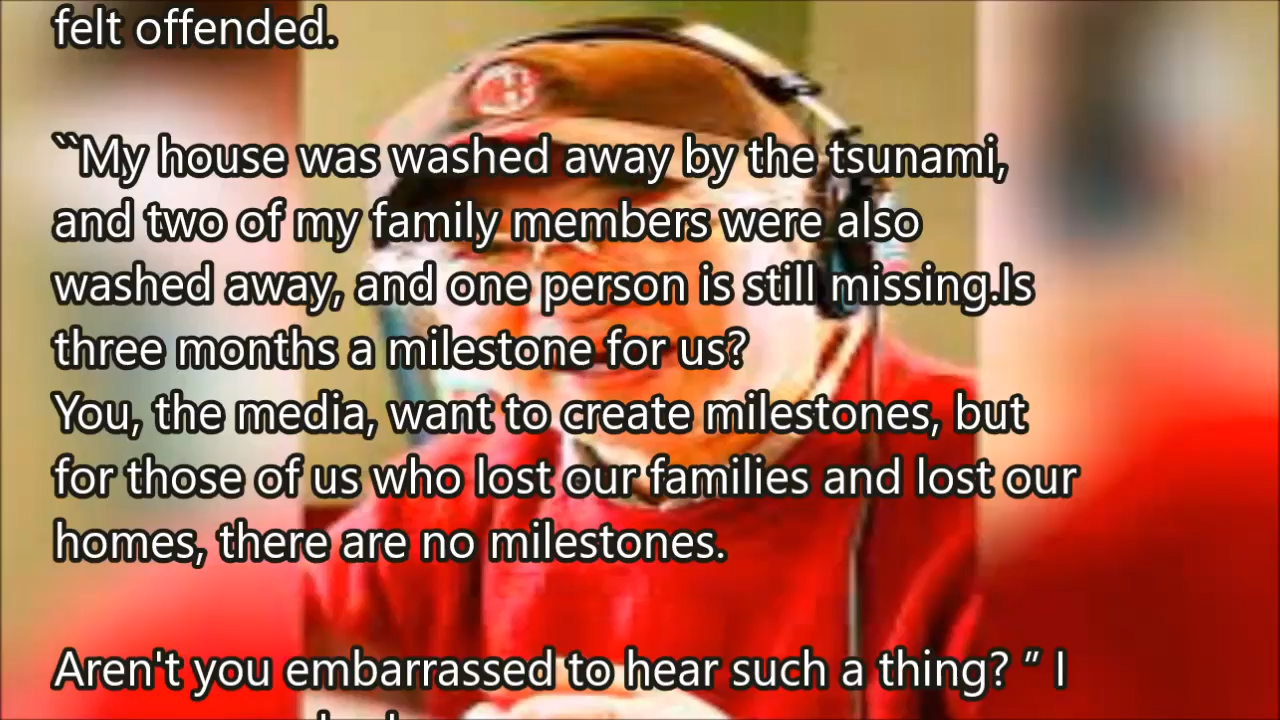 felt offended.
``My house was washed away by the tsunami,
and two of my family members were also
washed away, and one person is still missing.Is
three months a milestone for us?
You, the media, want to create milestones, but
for those of us who lost our families and lost our
homes, there are no milestones.
Aren't you embarrassed to hear such a thing? ” I